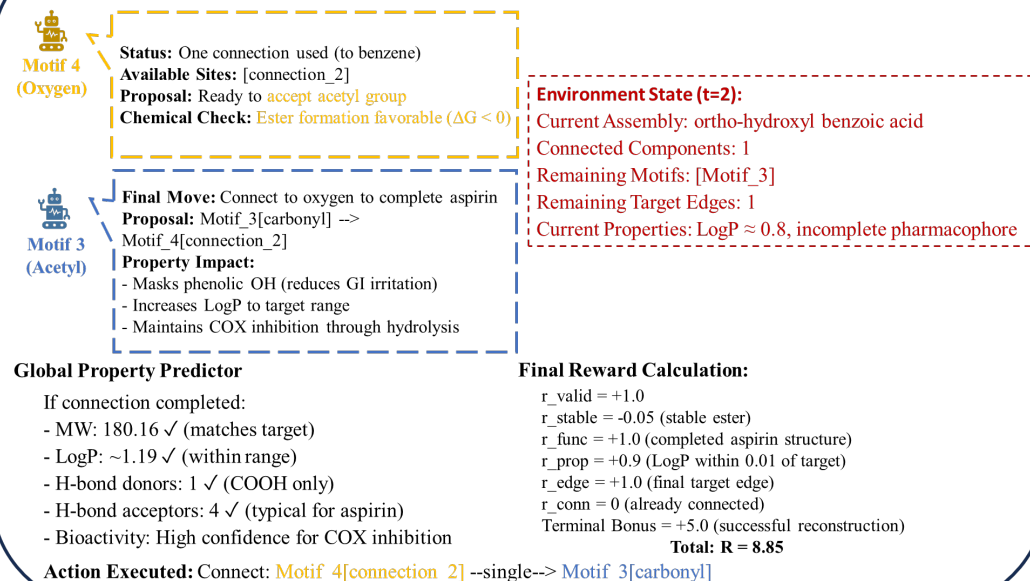 Motif 4
(Oxygen)
Status: One connection used (to benzene)
Available Sites: [connection_2]
Proposal: Ready to accept acetyl group
Chemical Check: Ester formation favorable (ΔG < 0)
Motif 3
(Acetyl)
Final Move: Connect to oxygen to complete aspirin
Proposal: Motif_3[carbonyl] -->
Motif_4[connection_2]
Property Impact:
- Masks phenolic OH (reduces GI irritation)
- Increases LogP to target range
- Maintains COX inhibition through hydrolysis
Environment State (t=2):
Current Assembly: ortho-hydroxyl benzoic acid
Connected Components: 1
Remaining Motifs: [Motif_3]
Remaining Target Edges: 1
Current Properties: LogP ≈ 0.8, incomplete pharmacophore
Global Property Predictor
If connection completed:
- MW: 180.16 ✓ (matches target)
- LogP: ~1.19 ✓ (within range)
- H-bond donors: 1 ✓ (COOH only)
- H-bond acceptors: 4 ✓ (typical for aspirin)
- Bioactivity: High confidence for COX inhibition
Final Reward Calculation:
r_valid = +1.0
r_stable = -0.05 (stable ester)
r_func = +1.0 (completed aspirin structure)
r_prop = +0.9 (LogP within 0.01 of target)
r_edge = +1.0 (final target edge)
r_conn = 0 (already connected)
Terminal Bonus = +5.0 (successful reconstruction)
Total: R = 8.85
Action Executed: Connect: Motif_4[connection_2] --single--> Motif_3[carbonyl]